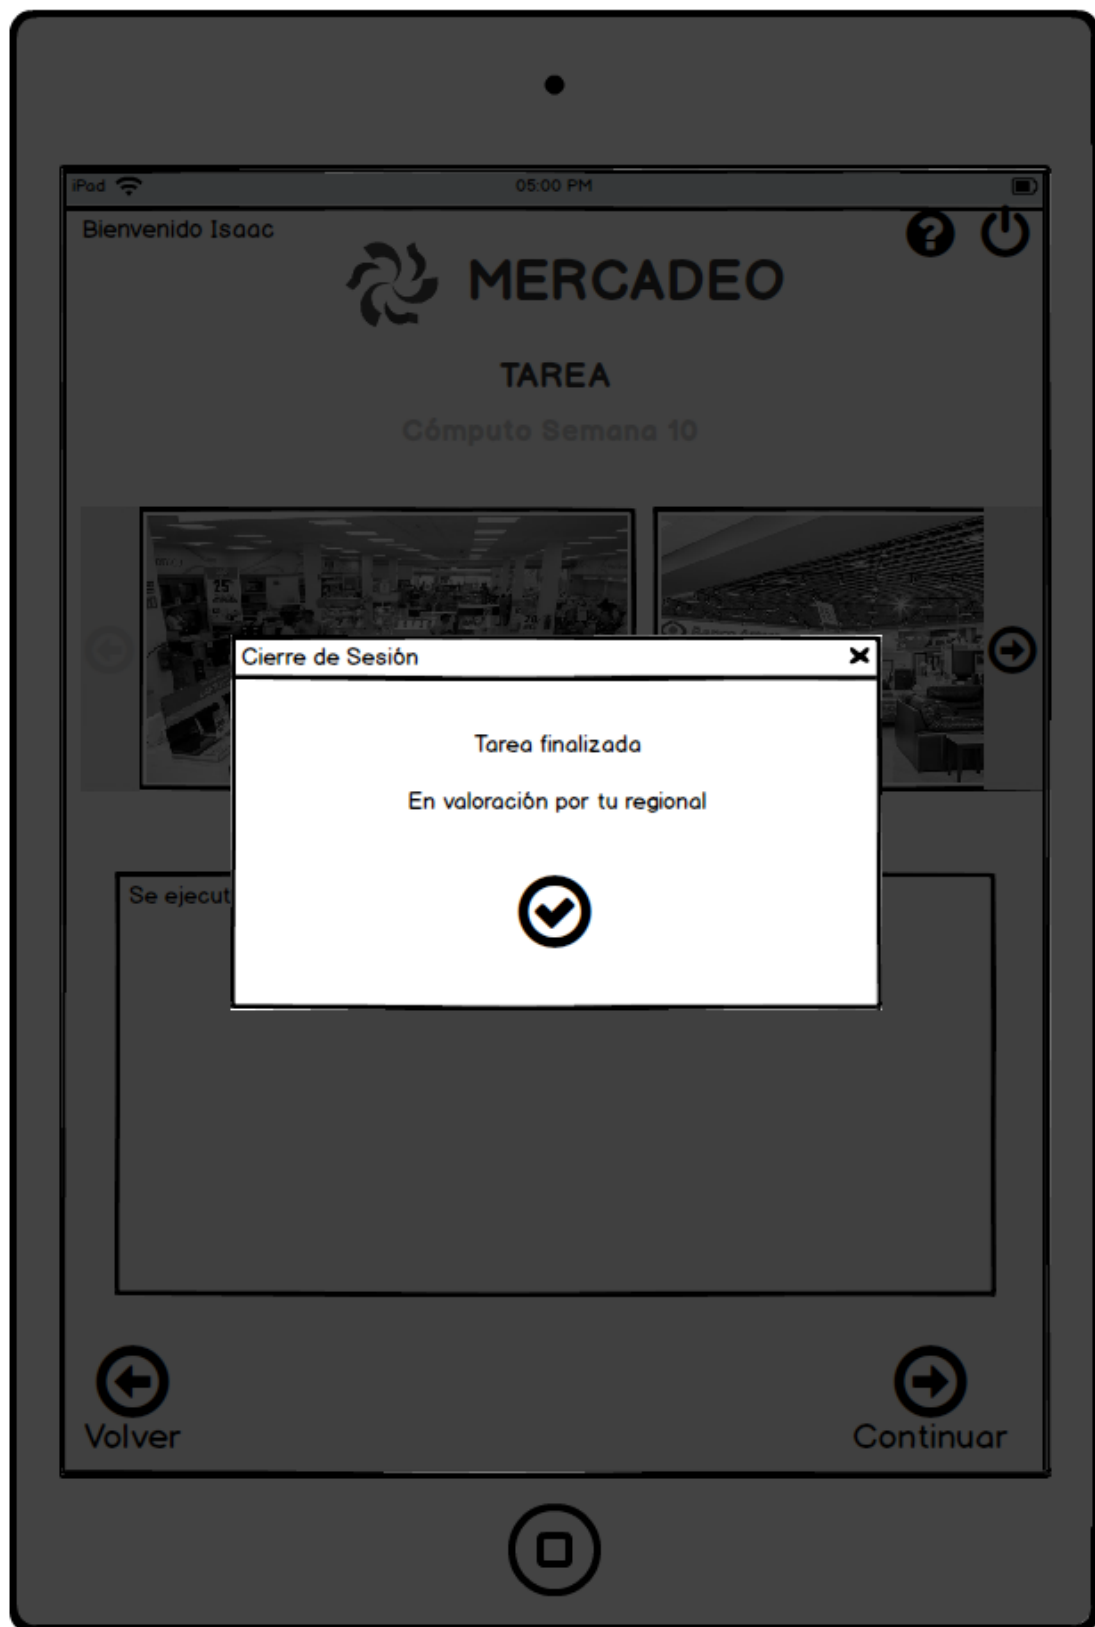 iPad
05:00 PM
Bienvenido Isaac
MERCADEO
TAREA
Cómputo Semana 10
25
Cierre de Sesión
Tarea finalizada
En valoración por tu regional
Se ejecut
Volver
Continuar